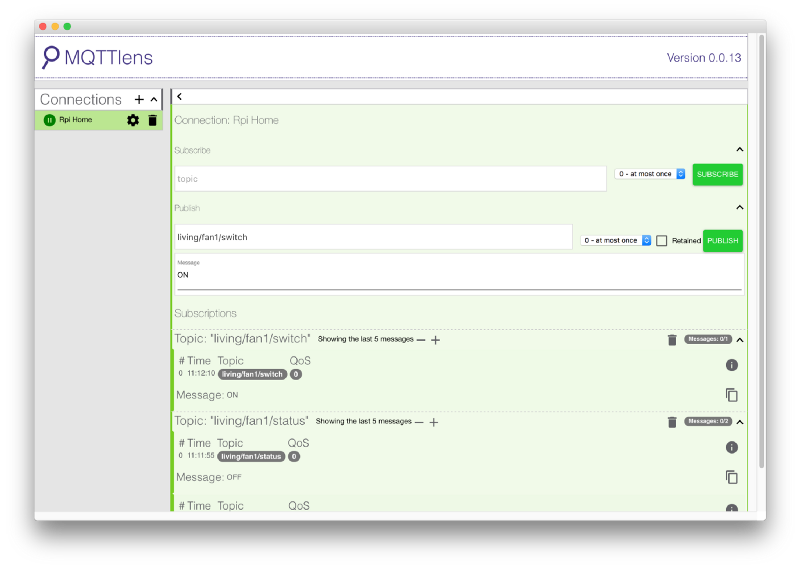 MQTTlens
Version 0.0.13
Connections +
Rpi Home
Connection: Rpi Home
Subscribe
topic
0 - at most once
SUBSCRIBE
Publish
living/fan1/switch
0 - at most once
Retained
PUBLISH
Message
ON
Subscriptions
Topic: "living/fan1/switch" Showing the last 5 messages — + Messages: 0/1
# Time Topic QoS
0 11:12:10 living/fan1/switch 0
Message: ON
Topic: "living/fan1/status" Showing the last 5 messages — + Messages: 0/2
# Time Topic QoS
0 11:11:55 living/fan1/status 0
Message: OFF
# Time Topic QoS